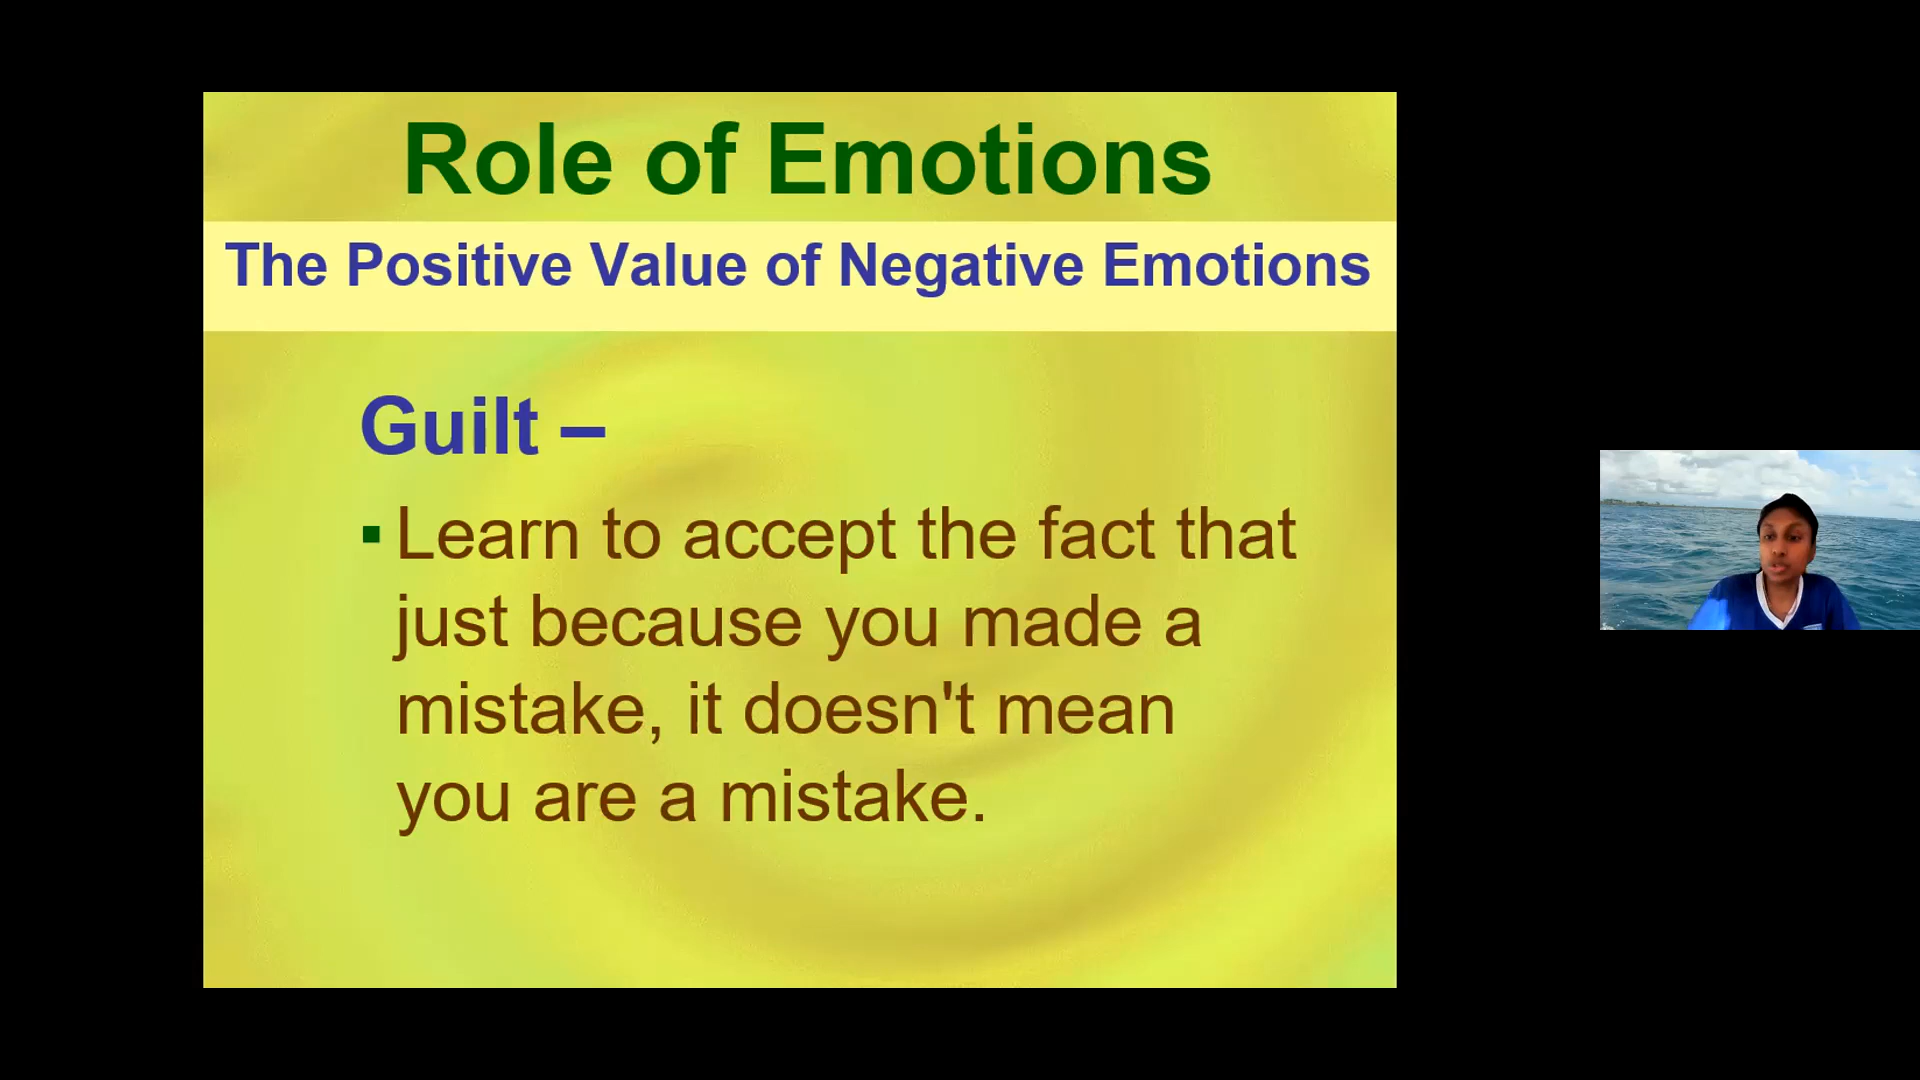 Role of Emotions
The Positive Value of Negative Emotions
Guilt –
▪ Learn to accept the fact that
just because you made a
mistake, it doesn't mean
you are a mistake.